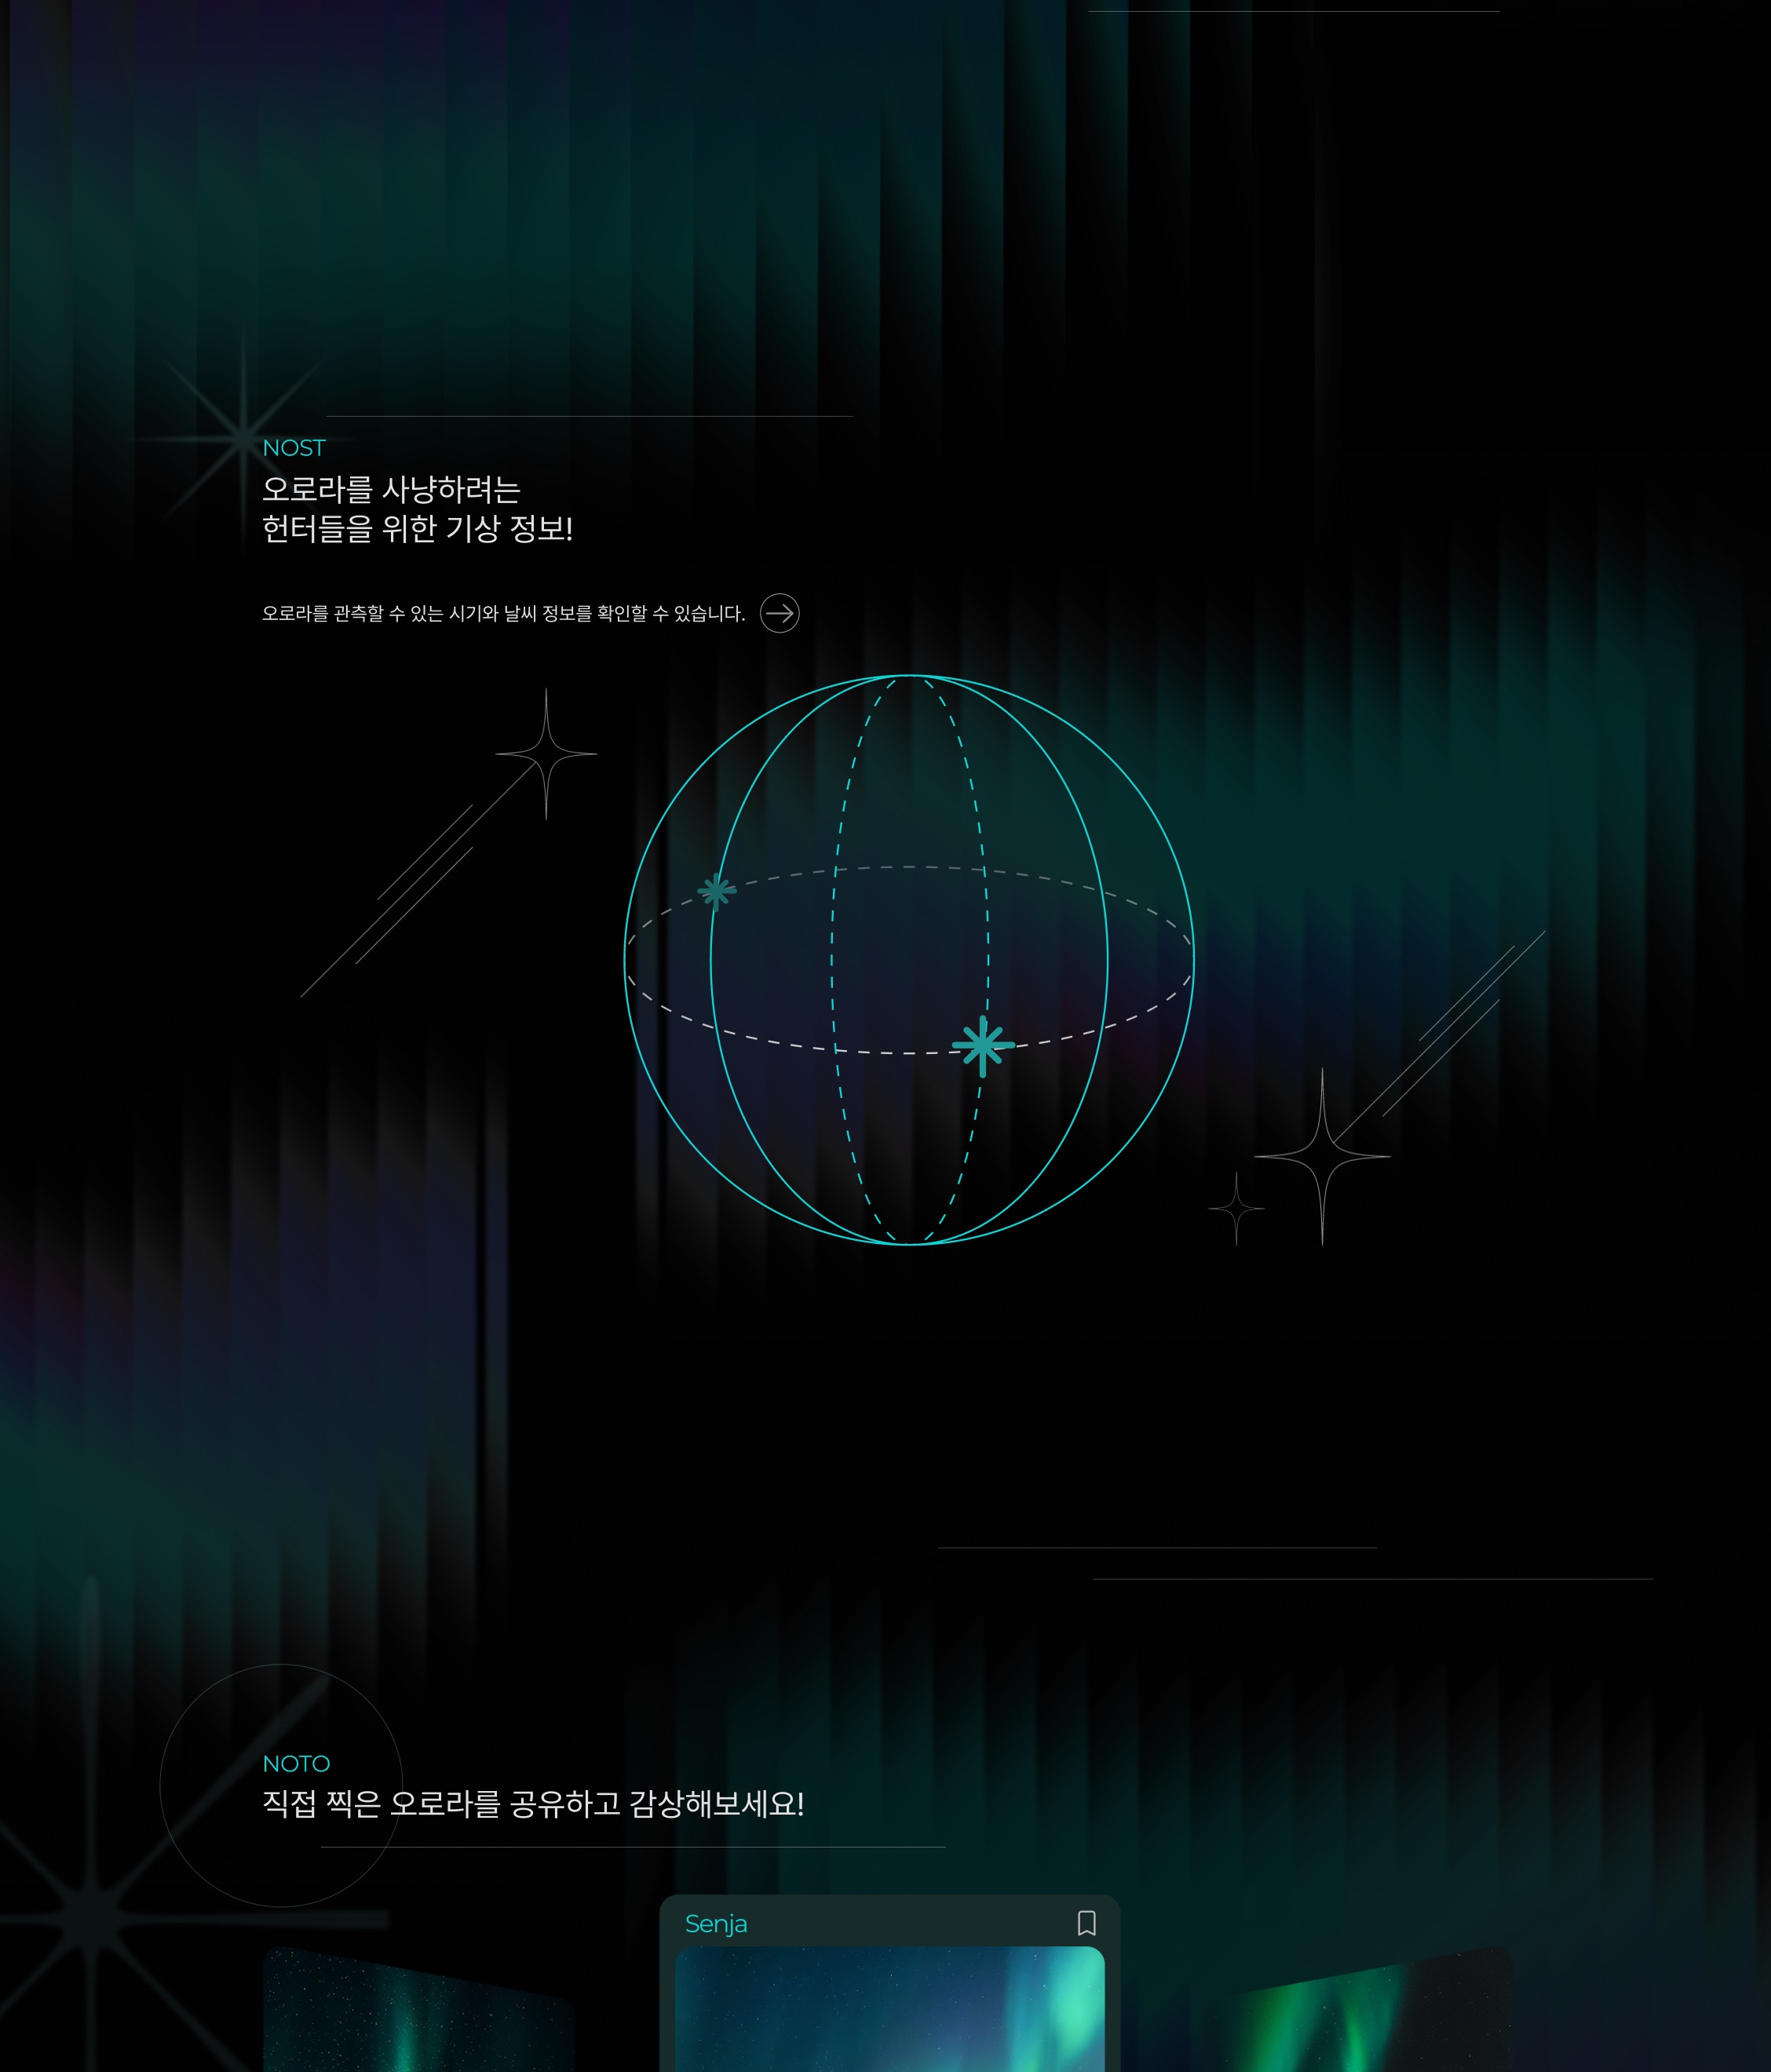 NOST
오로라를 사냥하려는
헌터들을 위한 기상 정보!
오로라를 관측할 수 있는 시기와 날씨 정보를 확인할 수 있습니다.
NOTO
직접 찍은 오로라를 공유하고 감상해보세요!
Senja